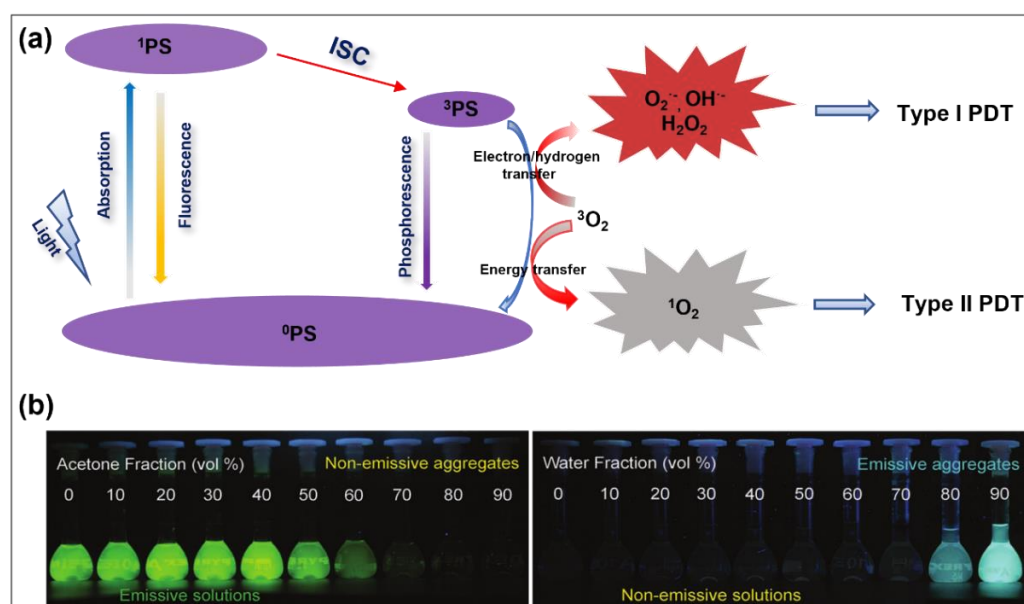 (a)
¹PS
ISC
³PS
O₂·-, OH·-
H₂O₂
Type I PDT
Absorption
Fluorescence
Phosphorescence
Electron/hydrogen
transfer
Light
³O₂
Energy transfer
¹O₂
Type II PDT
⁰PS
(b)
Acetone Fraction (vol %) Non-emissive aggregates
0 10 20 30 40 50 60 70 80 90
Emissive solutions
Water Fraction (vol %) Emissive aggregates
0 10 20 30 40 50 60 70 80 90
Non-emissive solutions